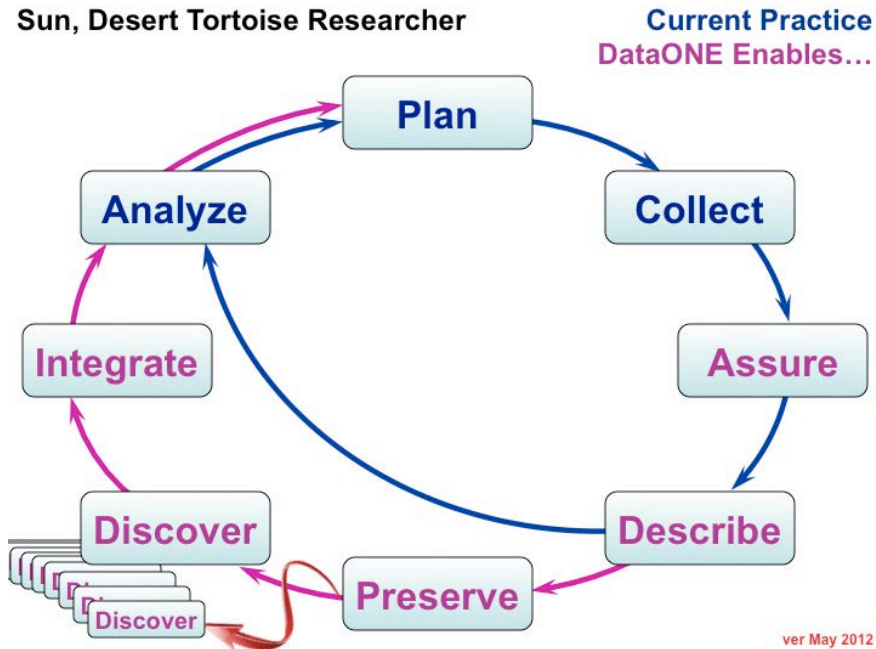 Sun, Desert Tortoise Researcher
Current Practice
DataONE Enables…
Plan
Analyze
Collect
Integrate
Assure
Discover
Describe
Preserve
Discover
ver May 2012